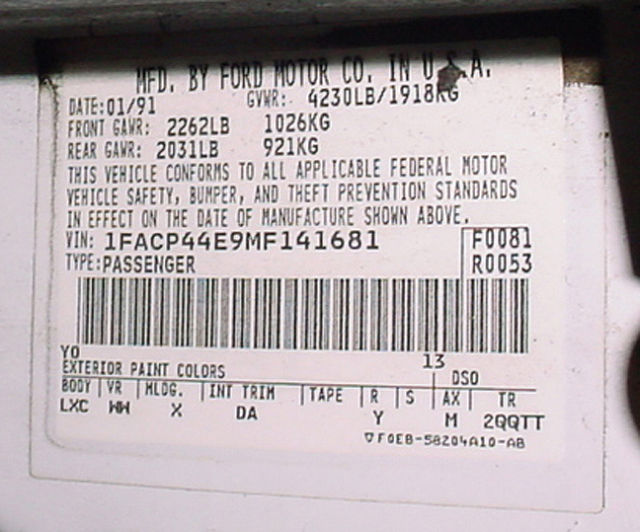 MFD. BY FORD MOTOR CO. IN U.S.A.
DATE: 01/91 GVWR: 4230LB/1918KG
FRONT GAWR: 2262LB 1026KG
REAR GAWR: 2031LB 921KG
THIS VEHICLE CONFORMS TO ALL APPLICABLE FEDERAL MOTOR
VEHICLE SAFETY, BUMPER, AND THEFT PREVENTION STANDARDS
IN EFFECT ON THE DATE OF MANUFACTURE SHOWN ABOVE.
VIN: 1FACP44E9MF141681 F0081
TYPE: PASSENGER R0053
YO 13
EXTERIOR PAINT COLORS DSO
BODY VR MLDG. INT TRIM TAPE R S AX TR
LXC WW X DA Y M 2QQTT
▽F0EB-58204A10-AB